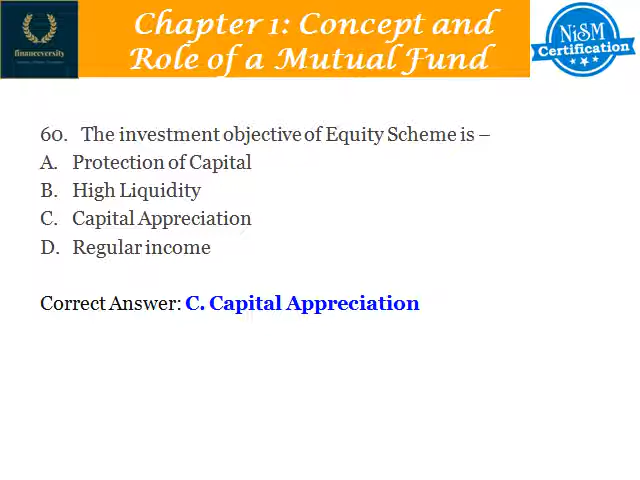 Chapter 1: Concept and
Role of a Mutual Fund
financeversity
NiSM
Certification
60. The investment objective of Equity Scheme is –
A. Protection of Capital
B. High Liquidity
C. Capital Appreciation
D. Regular income
Correct Answer: C. Capital Appreciation